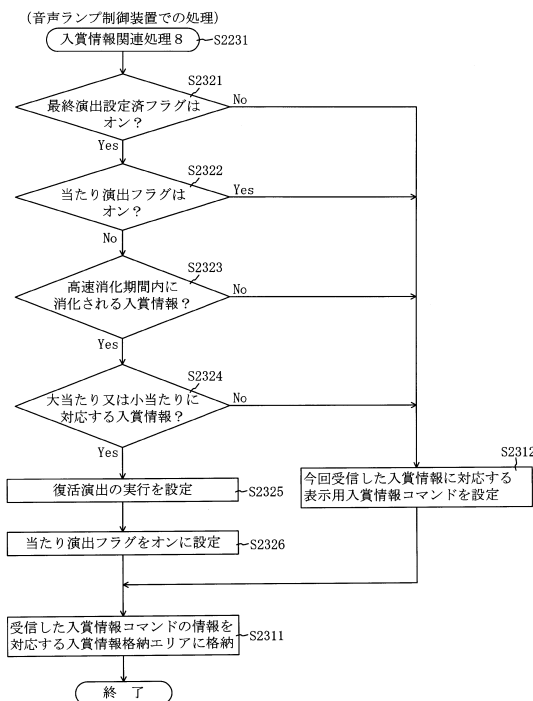 (音声ランプ制御装置での処理)
入賞情報関連処理8
S2231
S2321
最終演出設定済フラグは
オン?
No
Yes
S2322
当たり演出フラグは
オン?
Yes
No
S2323
高速消化期間内に
消化される入賞情報?
No
Yes
S2324
大当たり又は小当たりに
対応する入賞情報?
No
Yes
S2312
今回受信した入賞情報に対応する
表示用入賞情報コマンドを設定
復活演出の実行を設定
S2325
当たり演出フラグをオンに設定
S2326
受信した入賞情報コマンドの情報を
対応する入賞情報格納エリアに格納
S2311
終 了